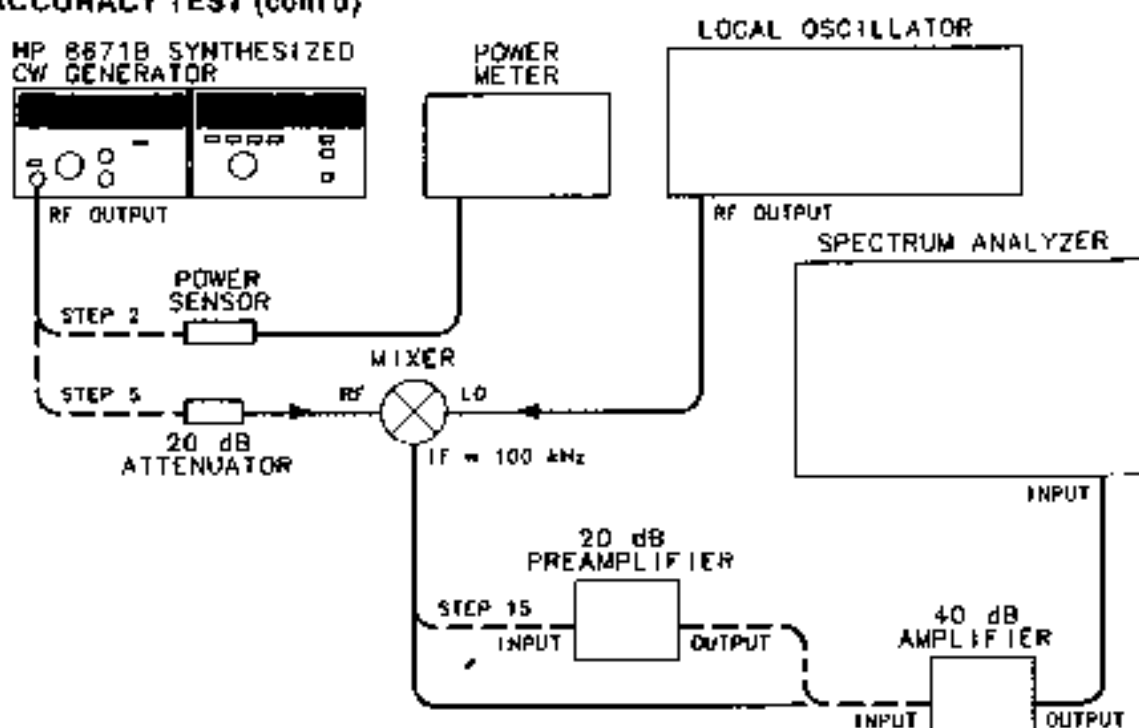 ACCURACY TEST (cont'd)
HP 8671B SYNTHESIZED
CW GENERATOR
POWER
METER
LOCAL OSCILLATOR
RF OUTPUT
RF OUTPUT
SPECTRUM ANALYZER
POWER
SENSOR
STEP 2
MIXER
STEP 5
RF
LO
20 dB
ATTENUATOR
IF = 100 kHz
INPUT
20 dB
PREAMPLIFIER
STEP 15
INPUT
OUTPUT
40 dB
AMPLIFIER
INPUT
OUTPUT